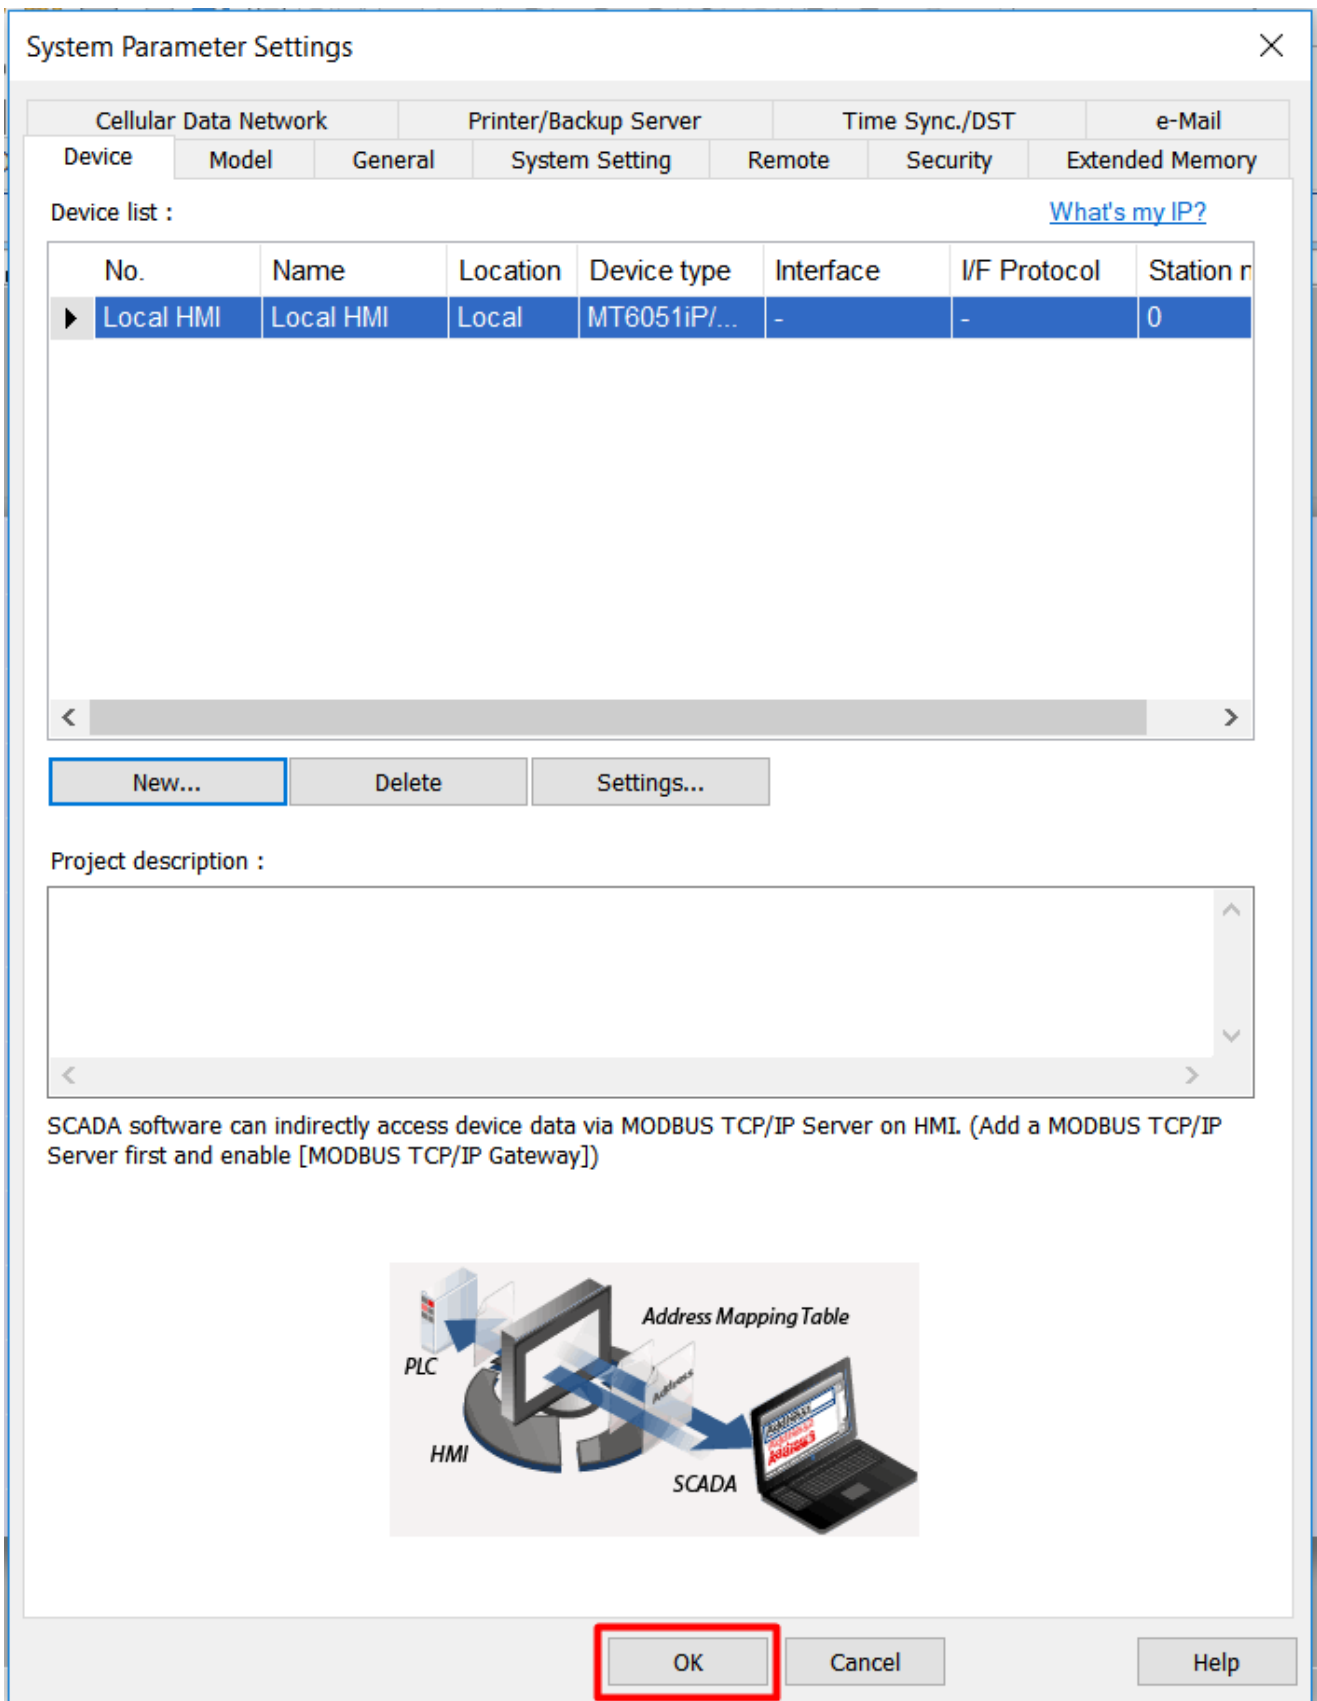 System Parameter Settings
Cellular Data Network Printer/Backup Server Time Sync./DST e-Mail
Device Model General System Setting Remote Security Extended Memory
Device list : What's my IP?
No. Name Location Device type Interface I/F Protocol Station n
Local HMI Local HMI Local MT6051iP/... - - 0
New... Delete Settings...
Project description :
SCADA software can indirectly access device data via MODBUS TCP/IP Server on HMI. (Add a MODBUS TCP/IP
Server first and enable [MODBUS TCP/IP Gateway])
Address Mapping Table
PLC
Address
HMI
SCADA
OK Cancel Help